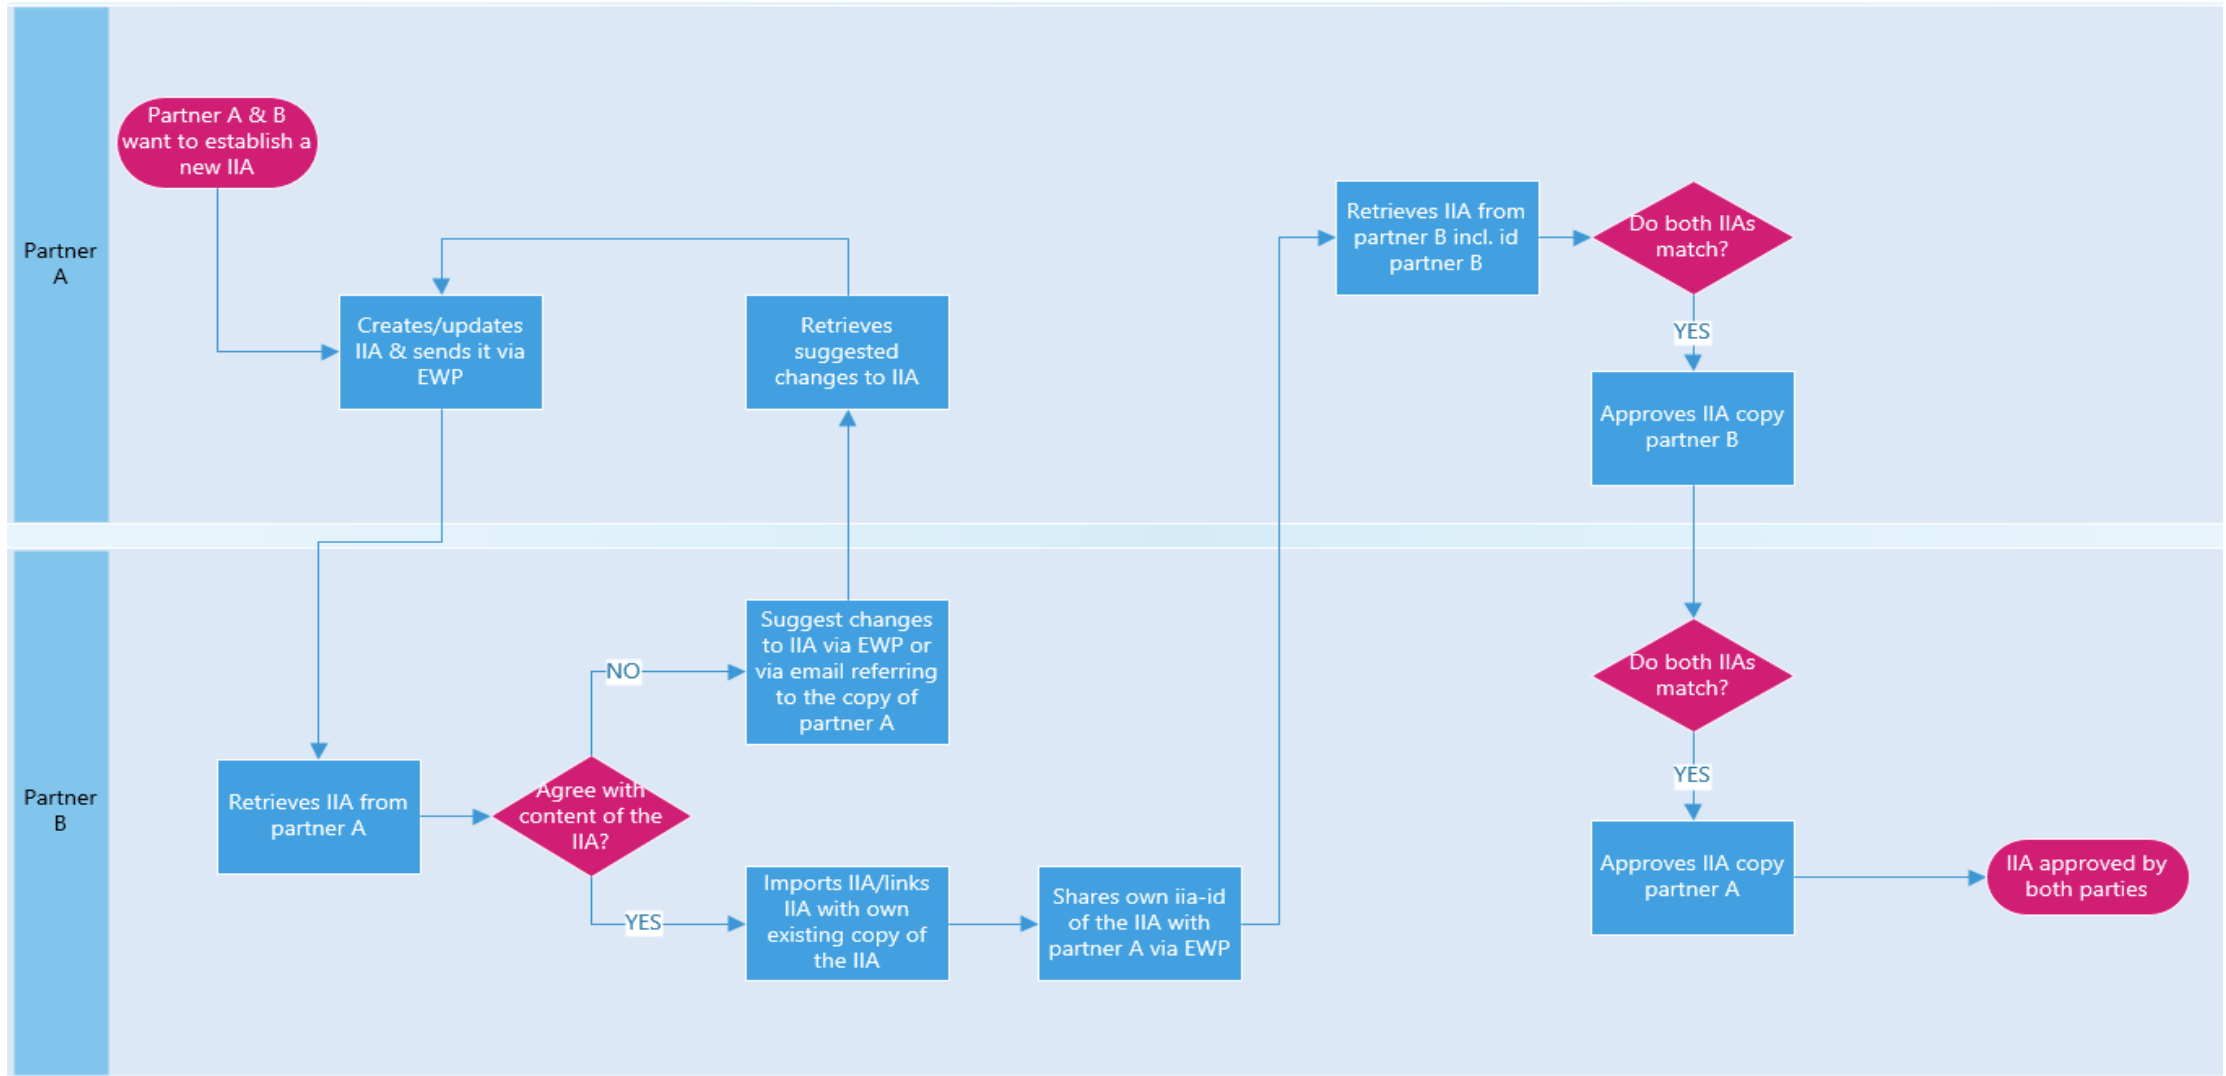 Partner
A
Partner A & B
want to establish a
new IIA
Creates/updates
IIA & sends it via
EWP
Retrieves
suggested
changes to IIA
Retrieves IIA from
partner B incl. id
partner B
Do both IIAs
match?
YES
Approves IIA copy
partner B
Partner
B
Retrieves IIA from
partner A
Agree with
content of the
IIA?
NO
Suggest changes
to IIA via EWP or
via email referring
to the copy of
partner A
YES
Imports IIA/links
IIA with own
existing copy of
the IIA
Shares own iia-id
of the IIA with
partner A via EWP
Do both IIAs
match?
YES
Approves IIA copy
partner A
IIA approved by
both parties